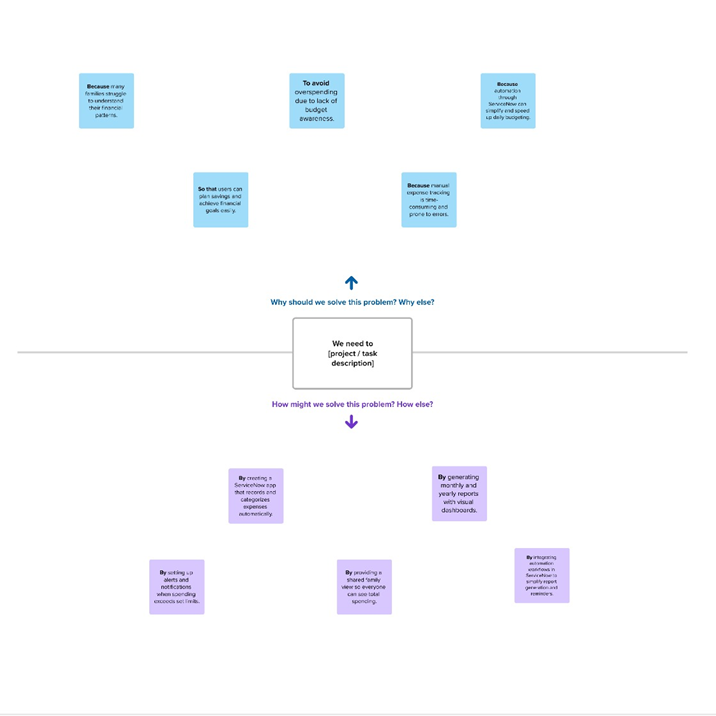 Because many
families struggle
to understand
their financial
patterns.
To avoid
overspending
due to lack of
budget
awareness.
Because
automation
through
ServiceNow can
simplify and speed
up daily budgeting.
So that users can
plan savings and
achieve financial
goals easily.
Because manual
expense tracking
is time-
consuming and
prone to errors.
Why should we solve this problem? Why else?
We need to
[project / task
description]
How might we solve this problem? How else?
By creating a
ServiceNow app
that records and
categorizes
expenses
automatically.
By generating
monthly and
yearly reports
with visual
dashboards.
By setting up
alerts and
notifications
when spending
exceeds set limits.
By providing a
shared family
view so everyone
can see total
spending.
By integrating
automation
workflows in
ServiceNow to
simplify report
generation and
reminders.